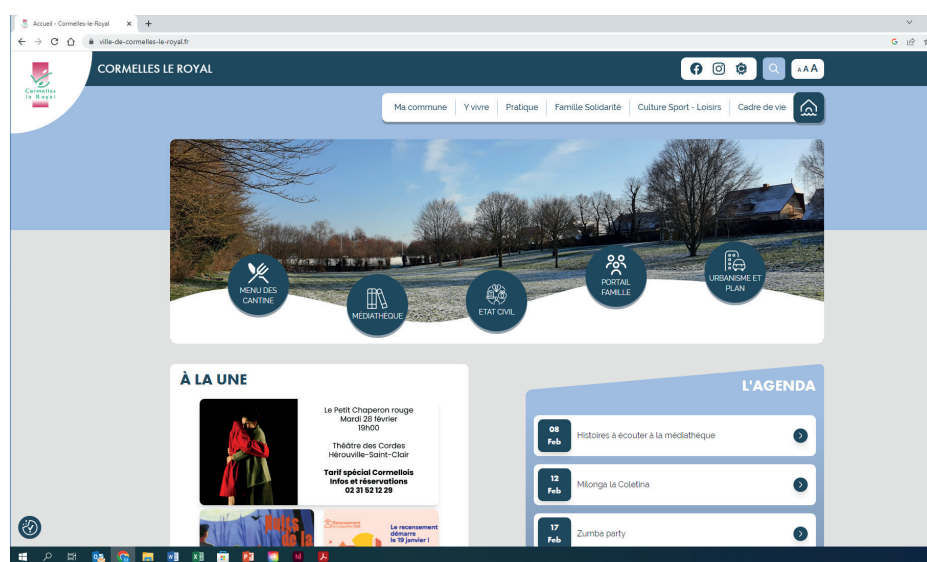 Accueil - Cormelles-le-Royal
ville-de-cormelles-le-royal.fr
Cormelles
le Royal
CORMELLES LE ROYAL
A A A
Ma commune
Y vivre
Pratique
Famille Solidarité
Culture Sport - Loisirs
Cadre de vie
MENU DES
CANTINE
MÉDIATHÈQUE
ETAT CIVIL
PORTAIL
FAMILLE
URBANISME ET
PLAN
À LA UNE
Le Petit Chaperon rouge
Mardi 28 février
19h00
Théâtre des Cordes
Hérouville-Saint-Clair
Tarif spécial Cormellois
Infos et réservations
02 31 52 12 29
Nuits
de la
Le recensement
démarre
le 19 janvier !
L'AGENDA
08
Feb
Histoires à écouter à la médiathèque
12
Feb
Milonga la Coletina
17
Feb
Zumba party